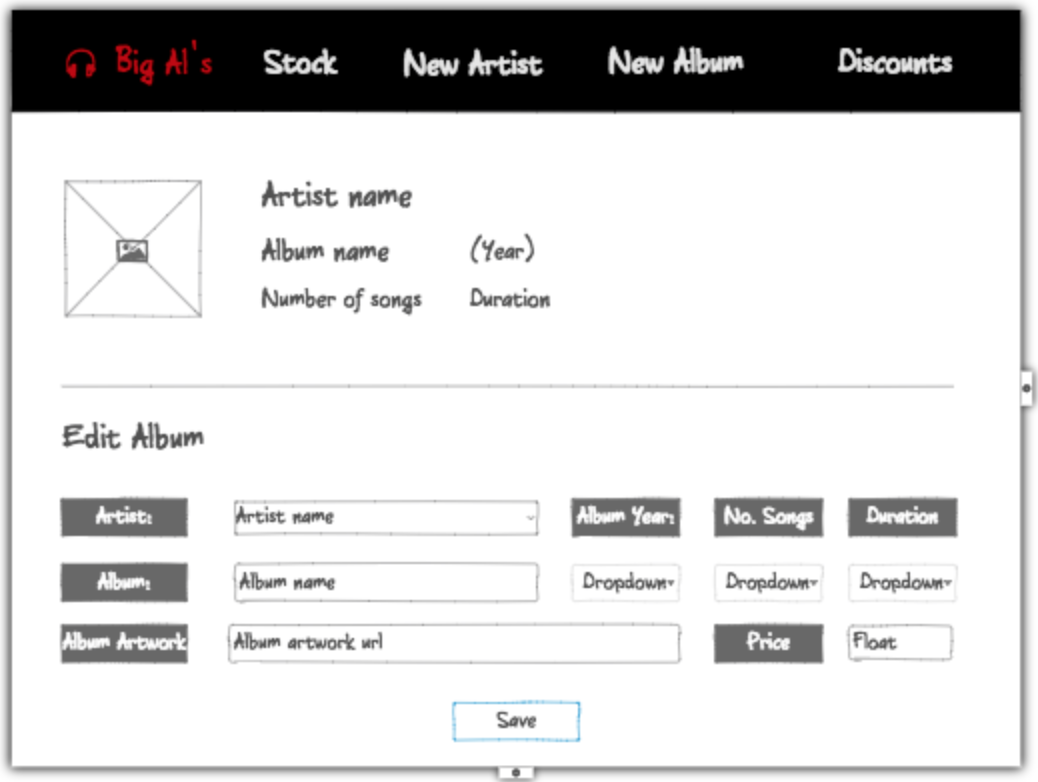 Big Al's Stock New Artist New Album Discounts
Artist name
Album name (Year)
Number of songs Duration
Edit Album
Artist: Artist name Album Year: No. Songs Duration
Album: Album name Dropdown Dropdown Dropdown
Album Artwork Album artwork url Price Float
Save